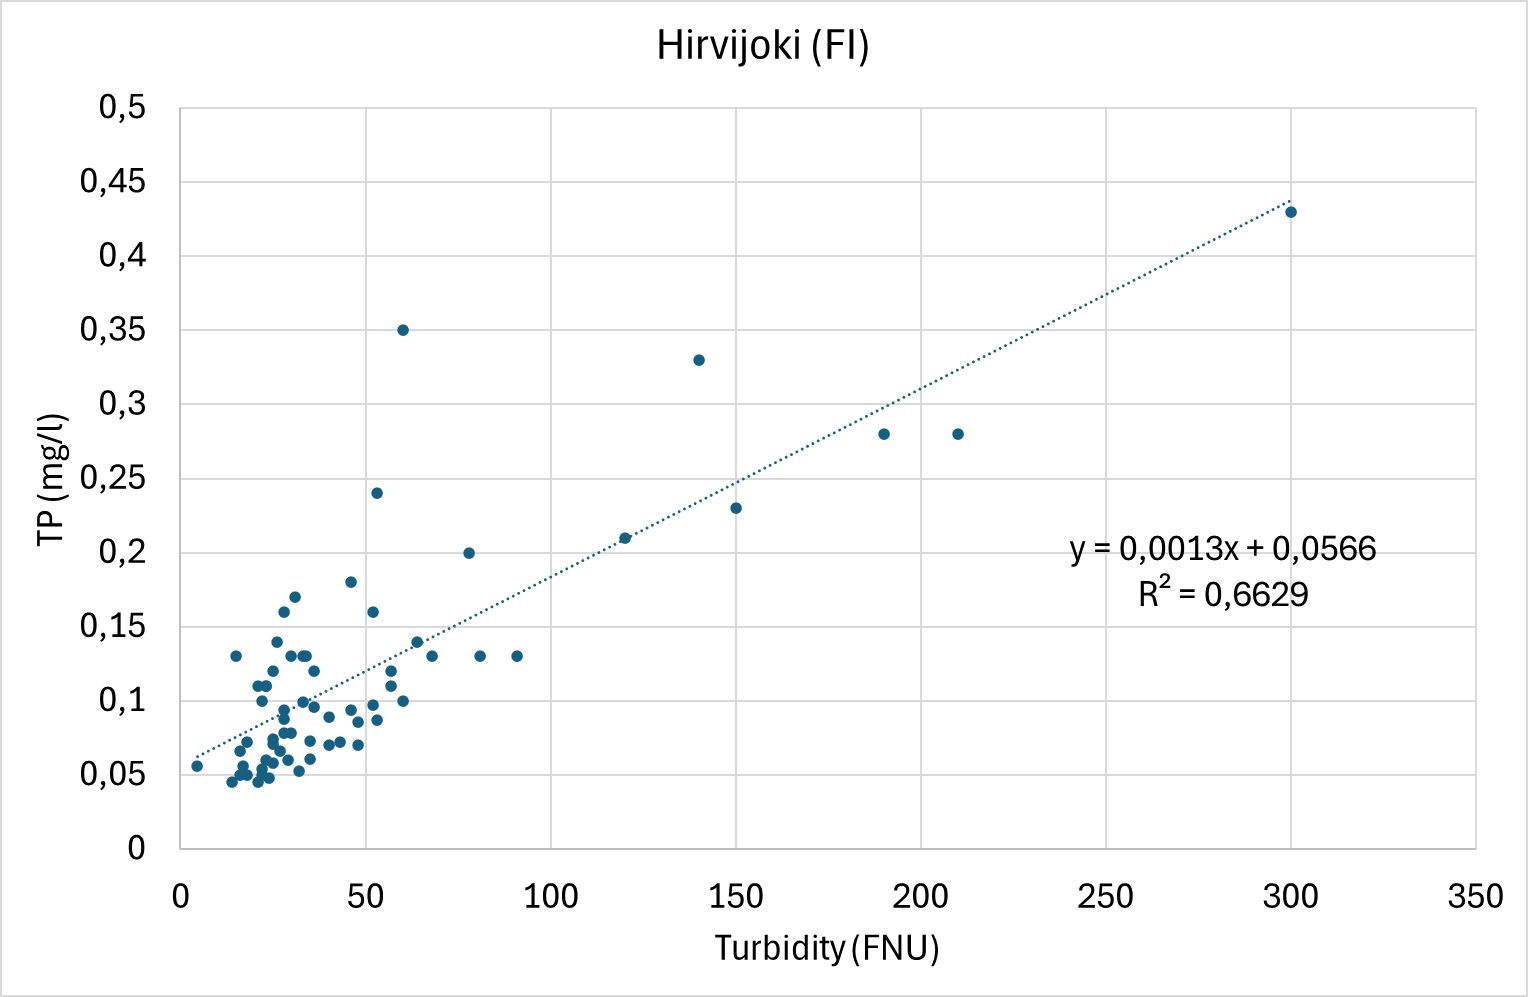 Hirvijoki (FI)
0,5
0,45
0,4
0,35
0,3
0,25
0,2
0,15
0,1
0,05
0
TP (mg/l)
y = 0,0013x + 0,0566
R² = 0,6629
0 50 100 150 200 250 300 350
Turbidity (FNU)